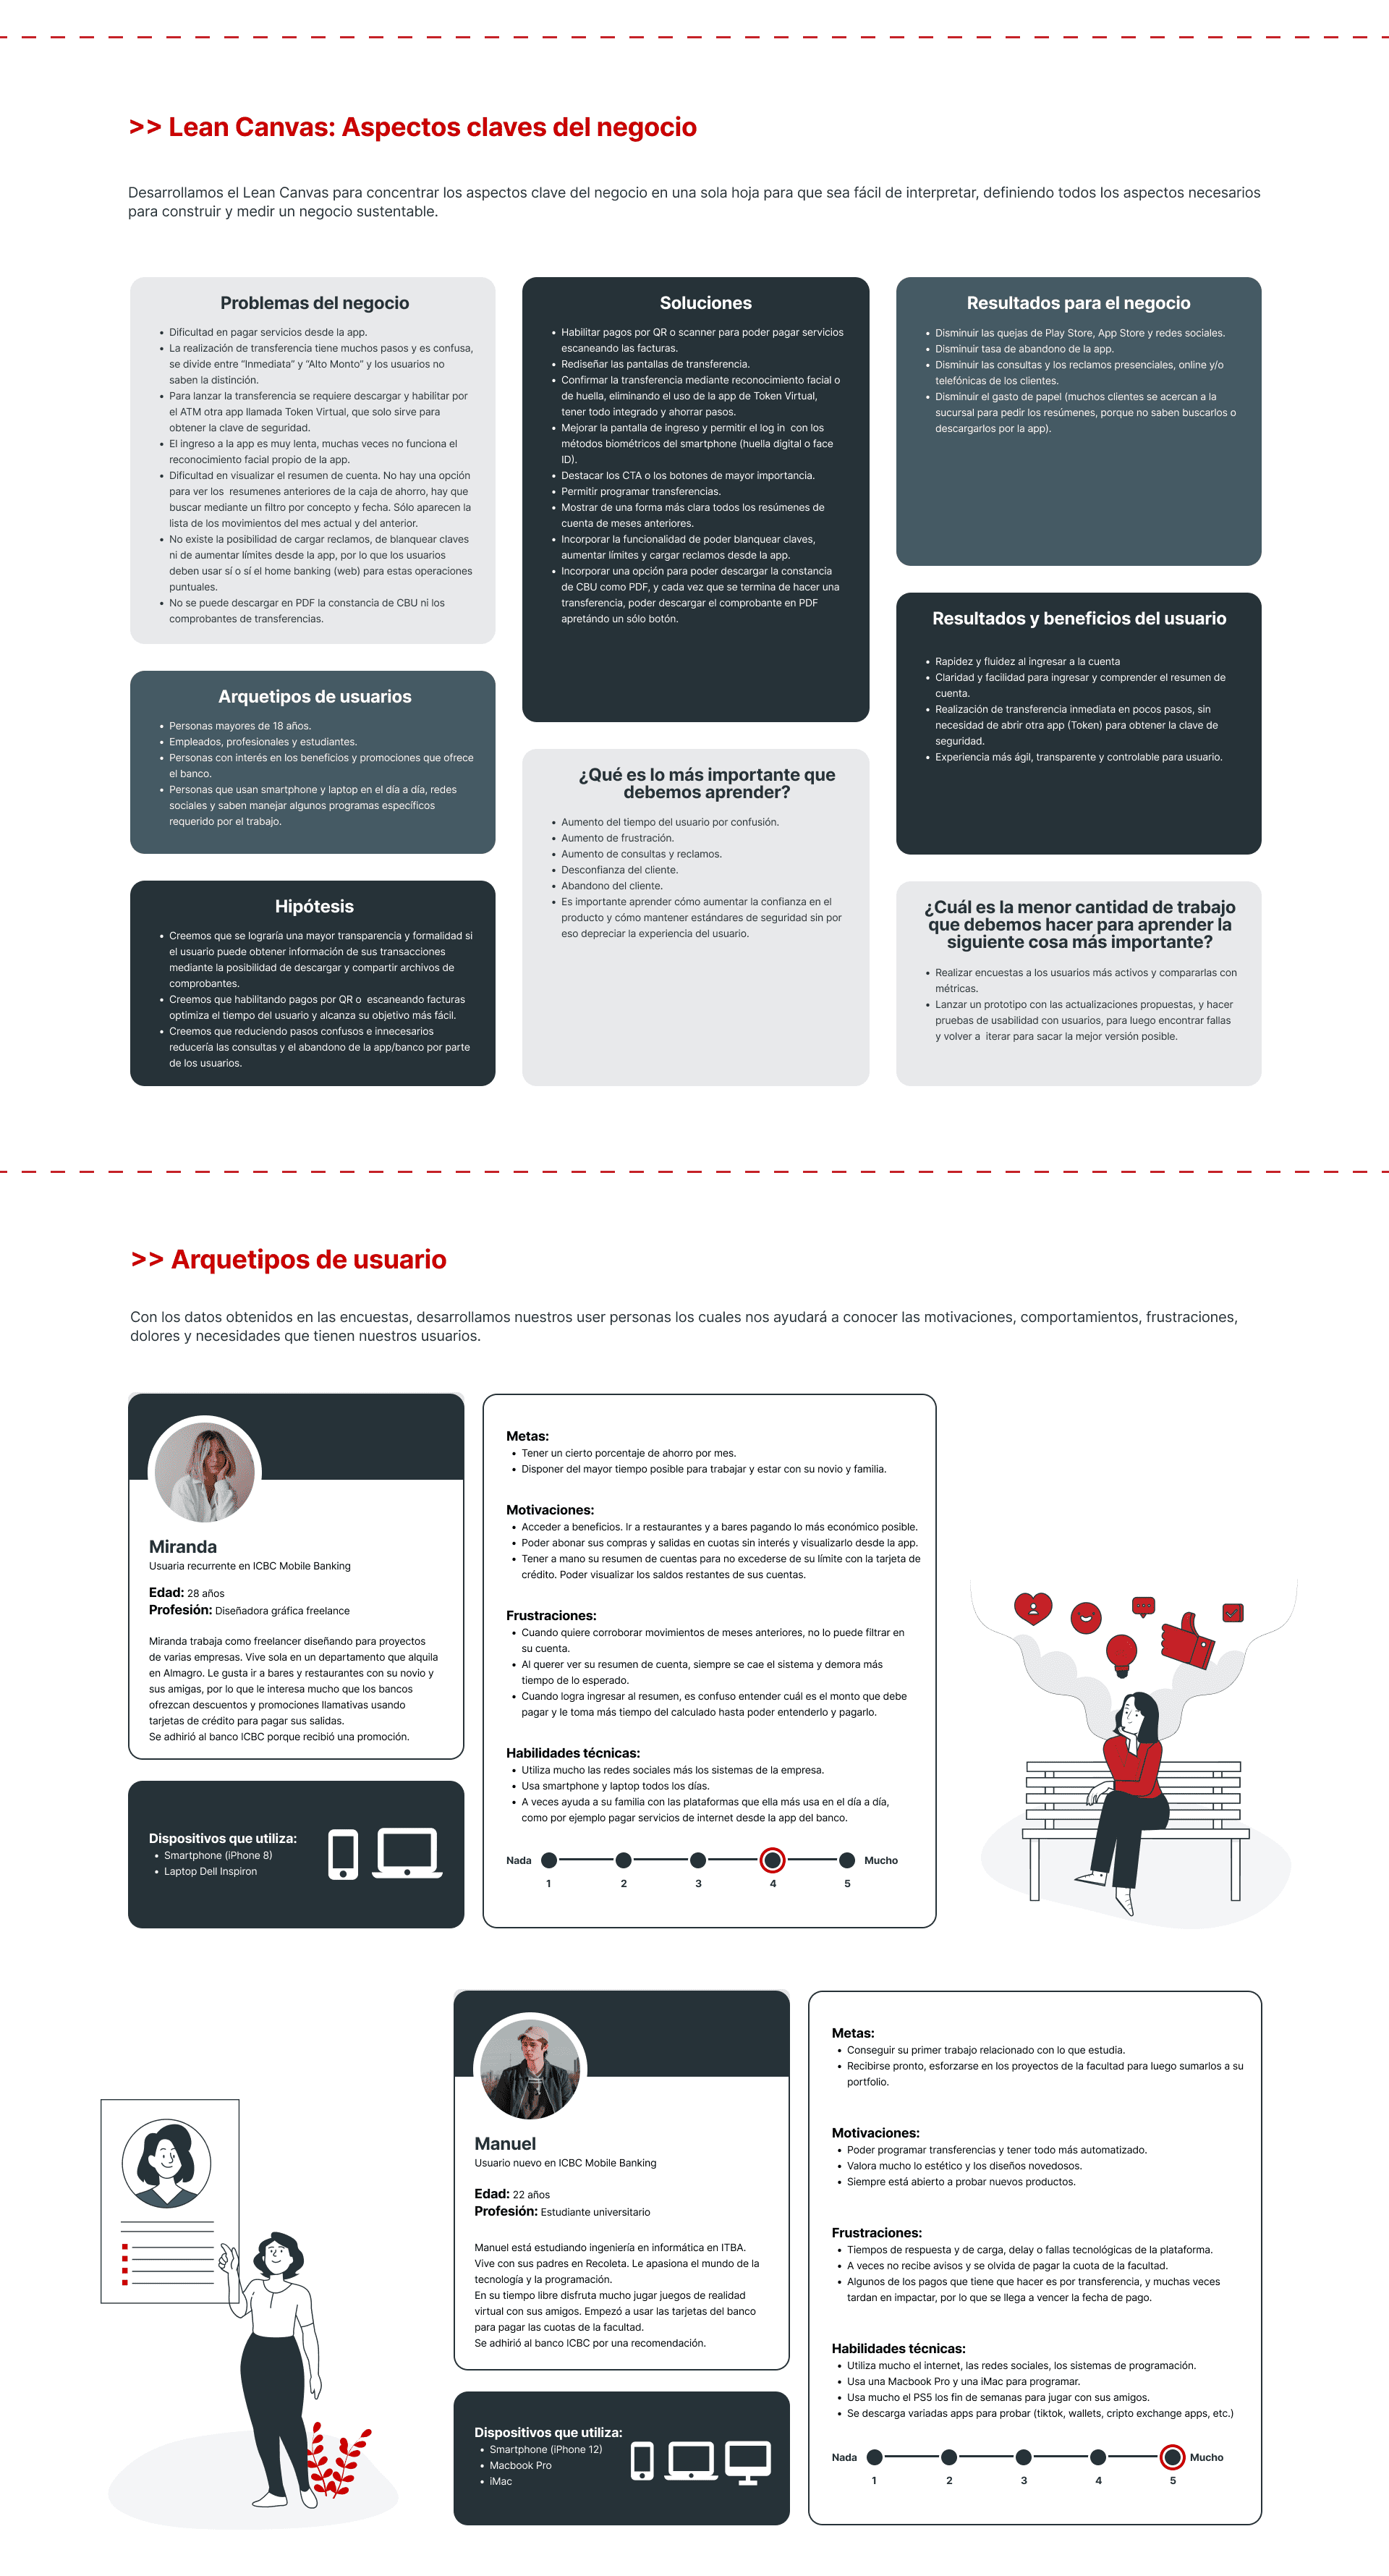 >> Lean Canvas: Aspectos claves del negocio
Desarrollamos el Lean Canvas para concentrar los aspectos clave del negocio en una sola hoja para que sea fácil de interpretar, definiendo todos los aspectos necesarios
para construir y medir un negocio sustentable.
Problemas del negocio
• Dificultad en pagar servicios desde la app.
• La realización de transferencia tiene muchos pasos y es confusa,
se divide entre “Inmediata” y “Alto Monto” y los usuarios no
saben la distinción.
• Para lanzar la transferencia se requiere descargar y habilitar por
el ATM otra app llamada Token Virtual, que solo sirve para
obtener la clave de seguridad.
• El ingreso a la app es muy lenta, muchas veces no funciona el
reconocimiento facial propio de la app.
• Dificultad en visualizar el resumen de cuenta. No hay una opción
para ver los resumenes anteriores de la caja de ahorro, hay que
buscar mediante un filtro por concepto y fecha. Sólo aparecen la
lista de los movimientos del mes actual y del anterior.
• No existe la posibilidad de cargar reclamos, de blanquear claves
ni de aumentar límites desde la app, por lo que los usuarios
deben usar sí o sí el home banking (web) para estas operaciones
puntuales.
• No se puede descargar en PDF la constancia de CBU ni los
comprobantes de transferencias.
Arquetipos de usuarios
• Personas mayores de 18 años.
• Empleados, profesionales y estudiantes.
• Personas con interés en los beneficios y promociones que ofrece
el banco.
• Personas que usan smartphone y laptop en el día a día, redes
sociales y saben manejar algunos programas específicos
requerido por el trabajo.
Hipótesis
• Creemos que se lograría una mayor transparencia y formalidad si
el usuario puede obtener información de sus transacciones
mediante la posibilidad de descargar y compartir archivos de
comprobantes.
• Creemos que habilitando pagos por QR o escaneando facturas
optimiza el tiempo del usuario y alcanza su objetivo más fácil.
• Creemos que reduciendo pasos confusos e innecesarios
reducería las consultas y el abandono de la app/banco por parte
de los usuarios.
Soluciones
• Habilitar pagos por QR o scanner para poder pagar servicios
escaneando las facturas.
• Rediseñar las pantallas de transferencia.
• Confirmar la transferencia mediante reconocimiento facial o
de huella, eliminando el uso de la app de Token Virtual,
tener todo integrado y ahorrar pasos.
• Mejorar la pantalla de ingreso y permitir el log in con los
métodos biométricos del smartphone (huella digital o face
ID).
• Destacar los CTA o los botones de mayor importancia.
• Permitir programar transferencias.
• Mostrar de una forma más clara todos los resúmenes de
cuenta de meses anteriores.
• Incorporar la funcionalidad de poder blanquear claves,
aumentar límites y cargar reclamos desde la app.
• Incorporar una opción para poder descargar la constancia
de CBU como PDF, y cada vez que se termina de hacer una
transferencia, poder descargar el comprobante en PDF
apretándo un sólo botón.
¿Qué es lo más importante que
debemos aprender?
• Aumento del tiempo del usuario por confusión.
• Aumento de frustración.
• Aumento de consultas y reclamos.
• Desconfianza del cliente.
• Abandono del cliente.
• Es importante aprender cómo aumentar la confianza en el
producto y cómo mantener estándares de seguridad sin por
eso depreciar la experiencia del usuario.
Resultados para el negocio
• Disminuir las quejas de Play Store, App Store y redes sociales.
• Disminuir tasa de abandono de la app.
• Disminuir las consultas y los reclamos presenciales, online y/o
telefónicas de los clientes.
• Disminuir el gasto de papel (muchos clientes se acercan a la
sucursal para pedir los resúmenes, porque no saben buscarlos o
descargarlos por la app).
Resultados y beneficios del usuario
• Rapidez y fluidez al ingresar a la cuenta
• Claridad y facilidad para ingresar y comprender el resumen de
cuenta.
• Realización de transferencia inmediata en pocos pasos, sin
necesidad de abrir otra app (Token) para obtener la clave de
seguridad.
• Experiencia más ágil, transparente y controlable para usuario.
¿Cuál es la menor cantidad de trabajo
que debemos hacer para aprender la
siguiente cosa más importante?
• Realizar encuestas a los usuarios más activos y compararlas con
métricas.
• Lanzar un prototipo con las actualizaciones propuestas, y hacer
pruebas de usabilidad con usuarios, para luego encontrar fallas
y volver a iterar para sacar la mejor versión posible.
>> Arquetipos de usuario
Con los datos obtenidos en las encuestas, desarrollamos nuestros user personas los cuales nos ayudará a conocer las motivaciones, comportamientos, frustraciones,
dolores y necesidades que tienen nuestros usuarios.
Miranda
Usuaria recurrente en ICBC Mobile Banking
Edad: 28 años
Profesión: Diseñadora gráfica freelance
Miranda trabaja como freelancer diseñando para proyectos
de varias empresas. Vive sola en un departamento que alquila
en Almagro. Le gusta ir a bares y restaurantes con su novio y
sus amigas, por lo que le interesa mucho que los bancos
ofrezcan descuentos y promociones llamativas usando
tarjetas de crédito para pagar sus salidas.
Se adhirió al banco ICBC porque recibió una promoción.
Dispositivos que utiliza:
• Smartphone (iPhone 8)
• Laptop Dell Inspiron
Metas:
• Tener un cierto porcentaje de ahorro por mes.
• Disponer del mayor tiempo posible para trabajar y estar con su novio y familia.
Motivaciones:
• Acceder a beneficios. Ir a restaurantes y a bares pagando lo más económico posible.
• Poder abonar sus compras y salidas en cuotas sin interés y visualizarlo desde la app.
• Tener a mano su resumen de cuentas para no excederse de su límite con la tarjeta de
crédito. Poder visualizar los saldos restantes de sus cuentas.
Frustraciones:
• Cuando quiere corroborar movimientos de meses anteriores, no lo puede filtrar en
su cuenta.
• Al querer ver su resumen de cuenta, siempre se cae el sistema y demora más
tiempo de lo esperado.
• Cuando logra ingresar al resumen, es confuso entender cuál es el monto que debe
pagar y le toma más tiempo del calculado hasta poder entenderlo y pagarlo.
Habilidades técnicas:
• Utiliza mucho las redes sociales más los sistemas de la empresa.
• Usa smartphone y laptop todos los días.
• A veces ayuda a su familia con las plataformas que ella más usa en el día a día,
como por ejemplo pagar servicios de internet desde la app del banco.
Nada Mucho
1 2 3 4 5
Manuel
Usuario nuevo en ICBC Mobile Banking
Edad: 22 años
Profesión: Estudiante universitario
Manuel está estudiando ingeniería en informática en ITBA.
Vive con sus padres en Recoleta. Le apasiona el mundo de la
tecnología y la programación.
En su tiempo libre disfruta mucho jugar juegos de realidad
virtual con sus amigos. Empezó a usar las tarjetas del banco
para pagar las cuotas de la facultad.
Se adhirió al banco ICBC por una recomendación.
Dispositivos que utiliza:
• Smartphone (iPhone 12)
• Macbook Pro
• iMac
Metas:
• Conseguir su primer trabajo relacionado con lo que estudia.
• Recibirse pronto, esforzarse en los proyectos de la facultad para luego sumarlos a su
portfolio.
Motivaciones:
• Poder programar transferencias y tener todo más automatizado.
• Valora mucho lo estético y los diseños novedosos.
• Siempre está abierto a probar nuevos productos.
Frustraciones:
• Tiempos de respuesta y de carga, delay o fallas tecnológicas de la plataforma.
• A veces no recibe avisos y se olvida de pagar la cuota de la facultad.
• Algunos de los pagos que tiene que hacer es por transferencia, y muchas veces
tardan en impactar, por lo que se llega a vencer la fecha de pago.
Habilidades técnicas:
• Utiliza mucho el internet, las redes sociales, los sistemas de programación.
• Usa una Macbook Pro y una iMac para programar.
• Usa mucho el PS5 los fin de semanas para jugar con sus amigos.
• Se descarga variadas apps para probar (tiktok, wallets, cripto exchange apps, etc.)
Nada Mucho
1 2 3 4 5